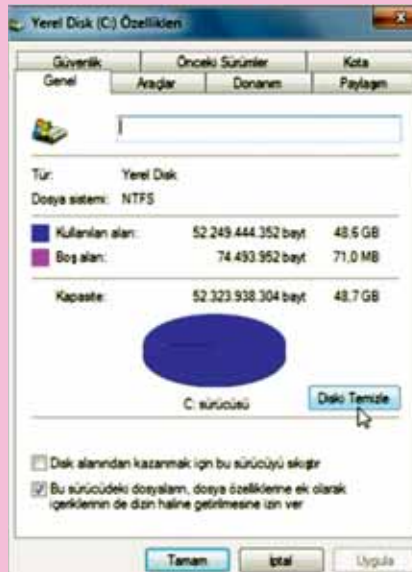 Yerel Disk (C:) Özellikleri
Güvenlik Önceki Sürümler Kota
Genel Araçlar Donanım Paylaşım
Tür: Yerel Disk
Dosya sistemi: NTFS
Kullanılan alan: 52.249.444.352 bayt 48,6 GB
Boş alan: 74.493.952 bayt 71,0 MB
Kapasite: 52.323.938.304 bayt 48,7 GB
C: sürücüsü
Diski Temizle
Disk alanından kazanmak için bu sürücüyü sıkıştır
Bu sürücüdeki dosyaların, dosya özelliklerine ek olarak
içeriklerinin de dizin haline getirilmesine izin ver
Tamam İptal Uygula